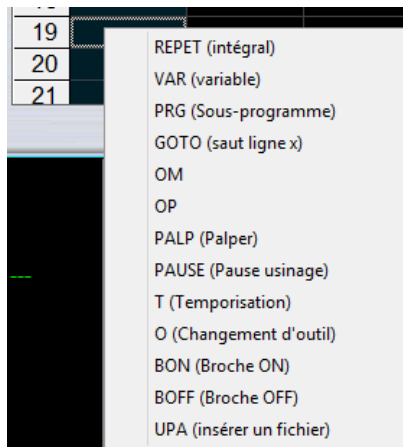 19
20
21
REPET (intégral)
VAR (variable)
PRG (Sous-programme)
GOTO (saut ligne x)
OM
OP
PALP (Palper)
PAUSE (Pause usinage)
T (Temporisation)
O (Changement d'outil)
BON (Broche ON)
BOFF (Broche OFF)
UPA (insérer un fichier)